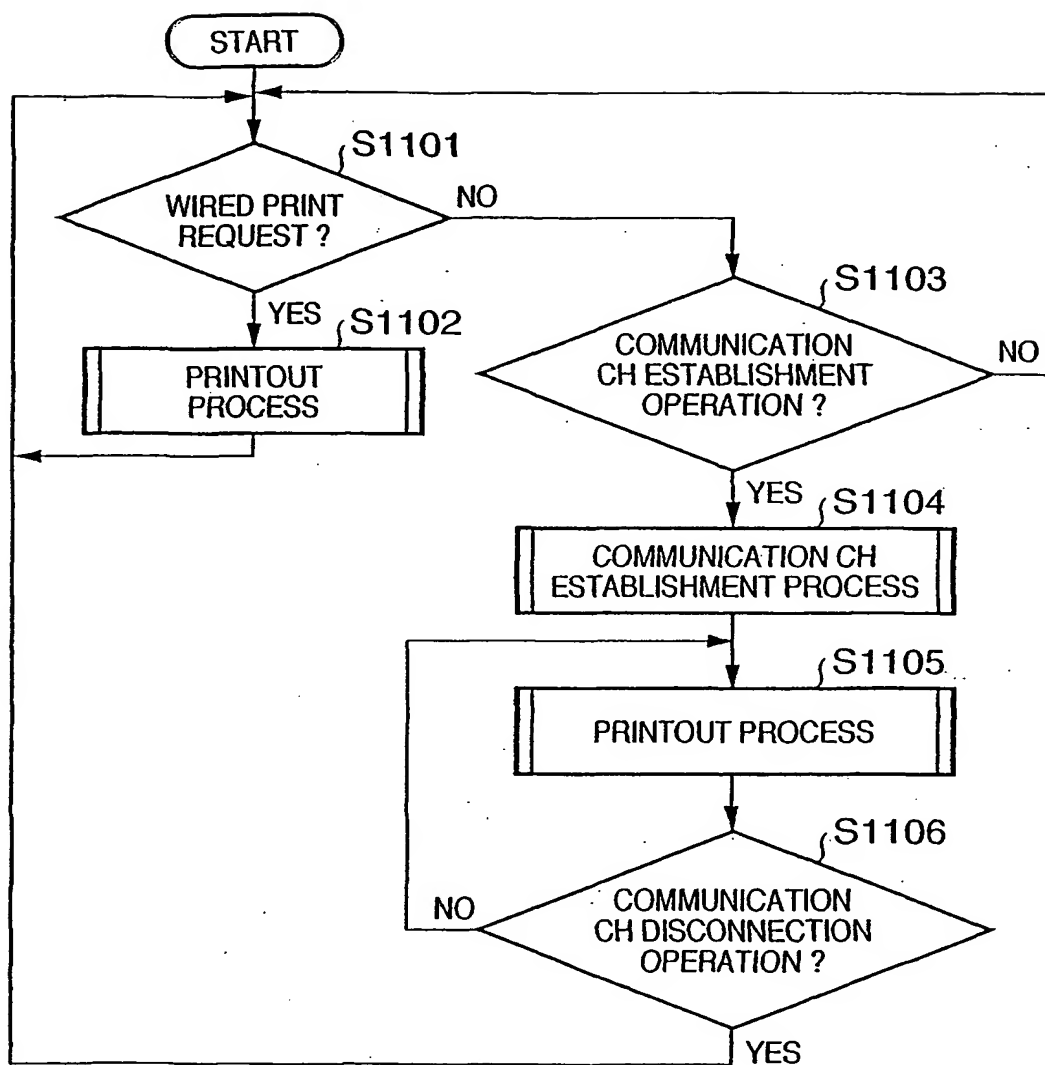 START
S1101
WIRED PRINT
REQUEST ?
NO
YES
S1102
PRINTOUT
PROCESS
S1103
COMMUNICATION
CH ESTABLISHMENT
OPERATION ?
NO
YES
S1104
COMMUNICATION CH
ESTABLISHMENT PROCESS
S1105
PRINTOUT PROCESS
S1106
COMMUNICATION
CH DISCONNECTION
OPERATION ?
NO
YES